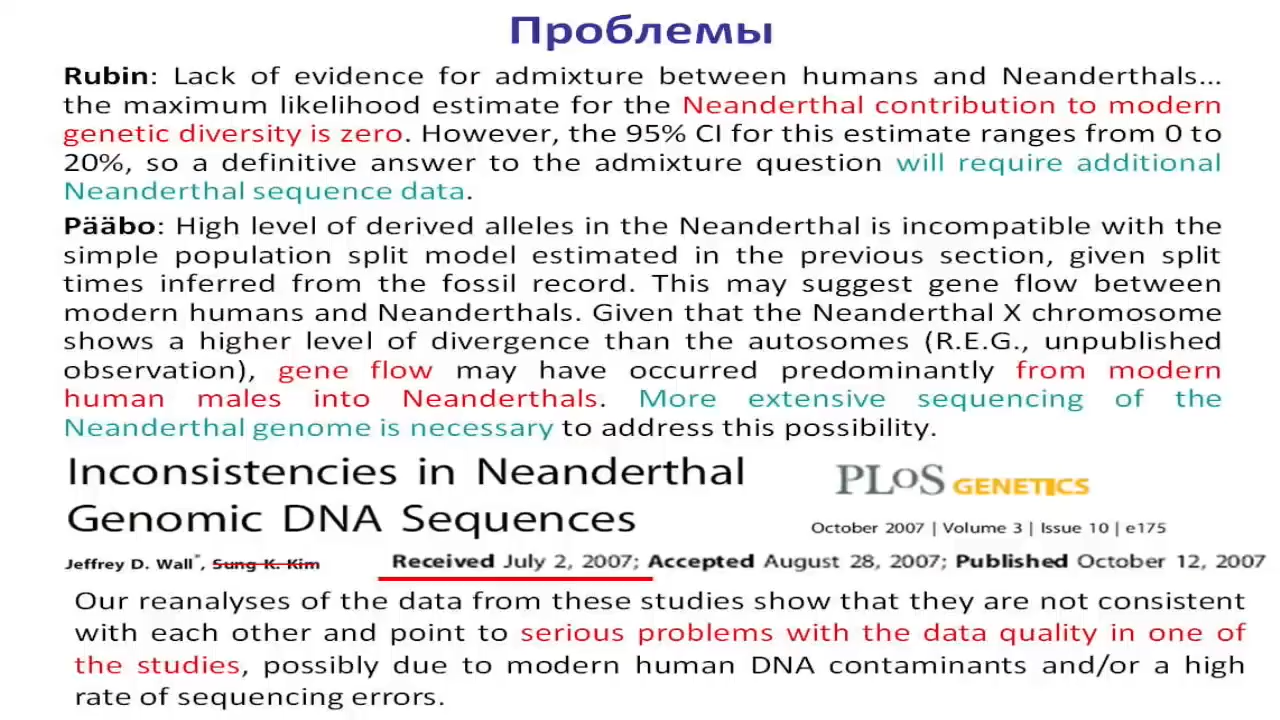 Проблемы
Rubin: Lack of evidence for admixture between humans and Neanderthals...
the maximum likelihood estimate for the Neanderthal contribution to modern
genetic diversity is zero. However, the 95% CI for this estimate ranges from 0 to
20%, so a definitive answer to the admixture question will require additional
Neanderthal sequence data.
Pääbo: High level of derived alleles in the Neanderthal is incompatible with the
simple population split model estimated in the previous section, given split
times inferred from the fossil record. This may suggest gene flow between
modern humans and Neanderthals. Given that the Neanderthal X chromosome
shows a higher level of divergence than the autosomes (R.E.G., unpublished
observation), gene flow may have occurred predominantly from modern
human males into Neanderthals. More extensive sequencing of the
Neanderthal genome is necessary to address this possibility.
Inconsistencies in Neanderthal
Genomic DNA Sequences
PLoS GENETICS
October 2007 | Volume 3 | Issue 10 | e175
Jeffrey D. Wall*, Sung K. Kim
Received July 2, 2007; Accepted August 28, 2007; Published October 12, 2007
Our reanalyses of the data from these studies show that they are not consistent
with each other and point to serious problems with the data quality in one of
the studies, possibly due to modern human DNA contaminants and/or a high
rate of sequencing errors.